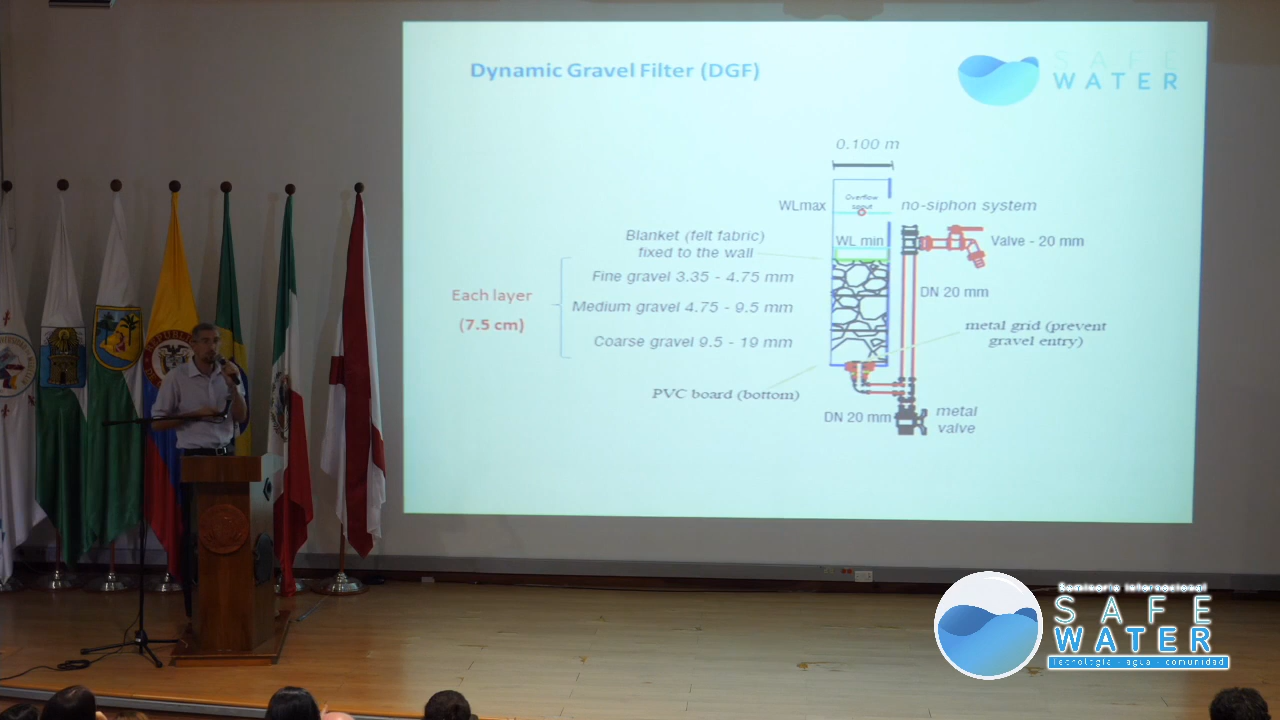 Dynamic Gravel Filter (DGF)
SAFE
WATER
0.100 m
WLmax
Overflow
spout
no-siphon system
Blanket (felt fabric)
fixed to the wall
WL min
Valve - 20 mm
Fine gravel 3.35 - 4.75 mm
Each layer
(7.5 cm)
Medium gravel 4.75 - 9.5 mm
DN 20 mm
Coarse gravel 9.5 - 19 mm
metal grid (prevent
gravel entry)
PVC board (bottom)
DN 20 mm
metal
valve
Seminario Internacional
SAFE
WATER
Tecnología - agua - comunidad